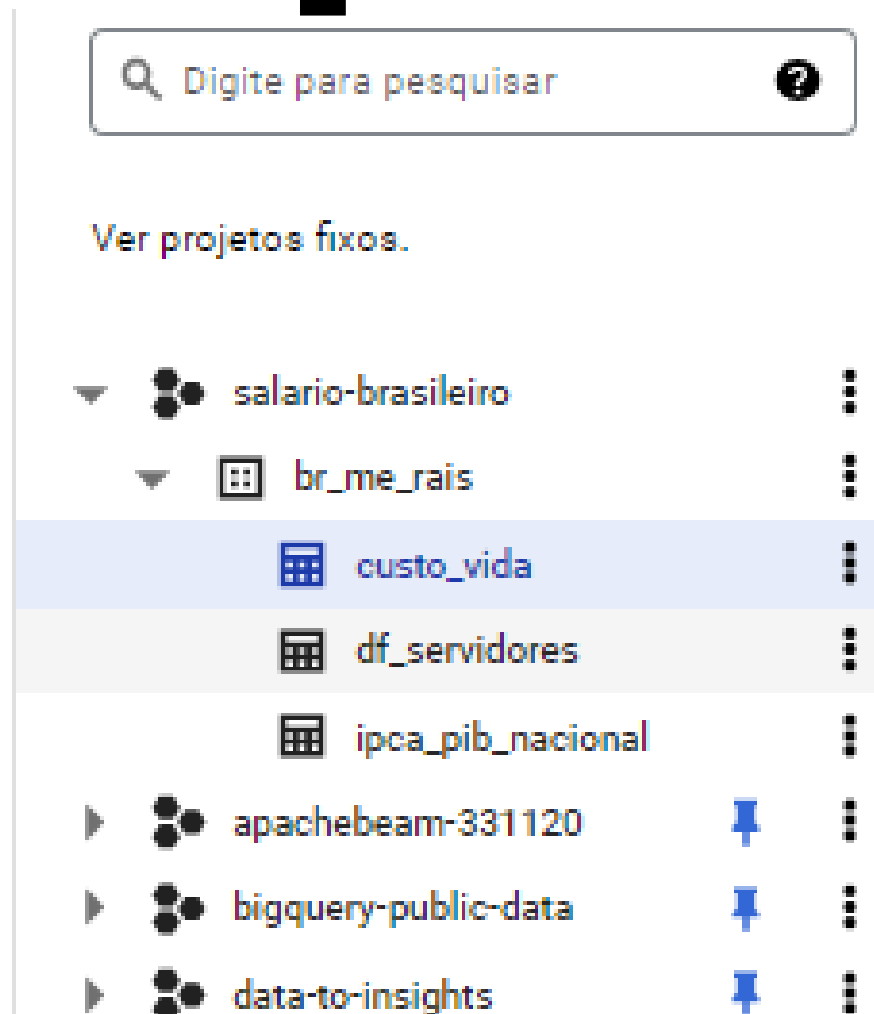 Digite para pesquisar
Ver projetos fixos.
salario-brasileiro
br_me_rais
custo_vida
df_servidores
ipca_pib_nacional
apachebeam-331120
bigquery-public-data
data-to-insights